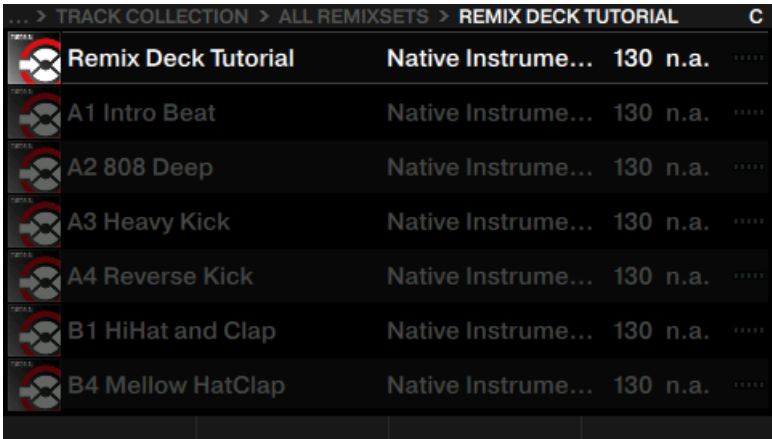 ... > TRACK COLLECTION > ALL REMIXSETS > REMIX DECK TUTORIAL C
Remix Deck Tutorial Native Instrume... 130 n.a.
A1 Intro Beat Native Instrume... 130 n.a.
A2 808 Deep Native Instrume... 130 n.a.
A3 Heavy Kick Native Instrume... 130 n.a.
A4 Reverse Kick Native Instrume... 130 n.a.
B1 HiHat and Clap Native Instrume... 130 n.a.
B4 Mellow HatClap Native Instrume... 130 n.a.